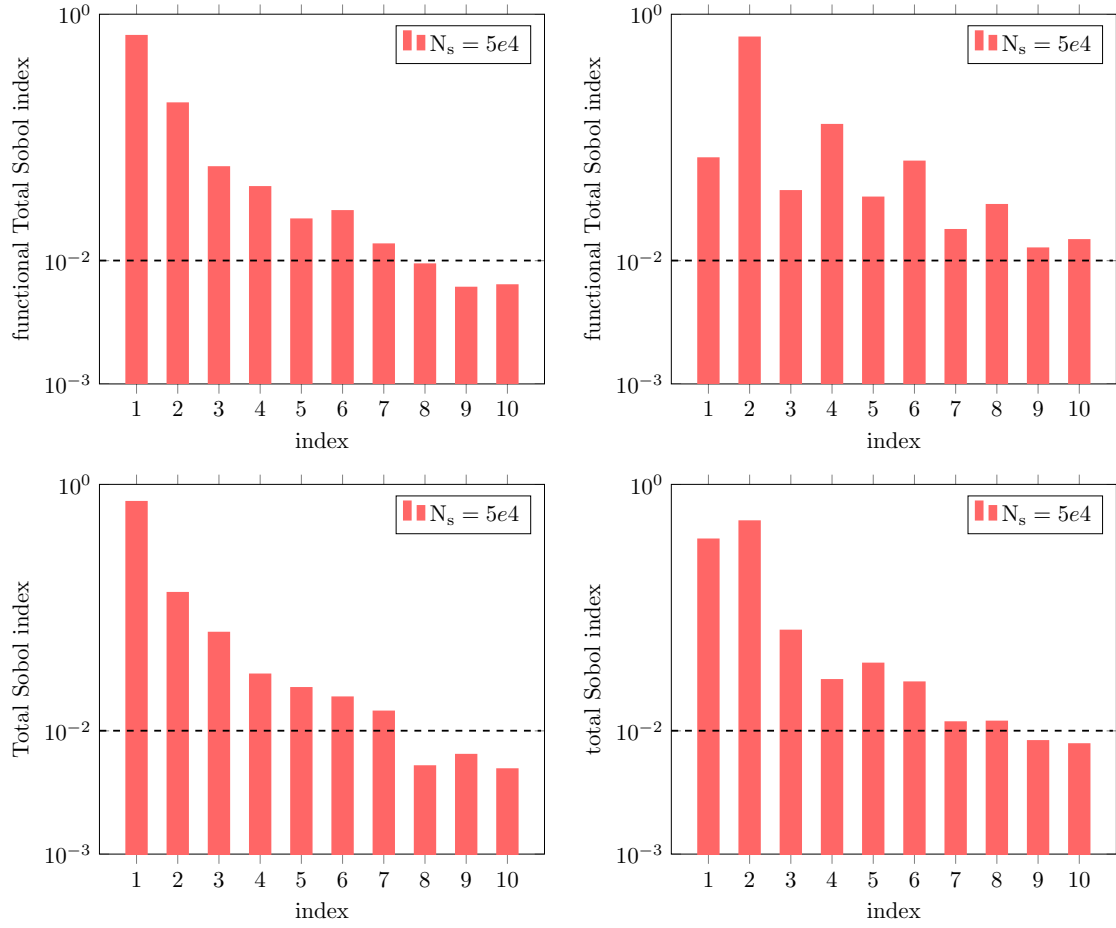 functional Total Sobol index
10^0
10^-2
10^-3
N_s = 5e4
1 2 3 4 5 6 7 8 9 10
index
functional Total Sobol index
10^0
10^-2
10^-3
N_s = 5e4
1 2 3 4 5 6 7 8 9 10
index
Total Sobol index
10^0
10^-2
10^-3
N_s = 5e4
1 2 3 4 5 6 7 8 9 10
index
total Sobol index
10^0
10^-2
10^-3
N_s = 5e4
1 2 3 4 5 6 7 8 9 10
index